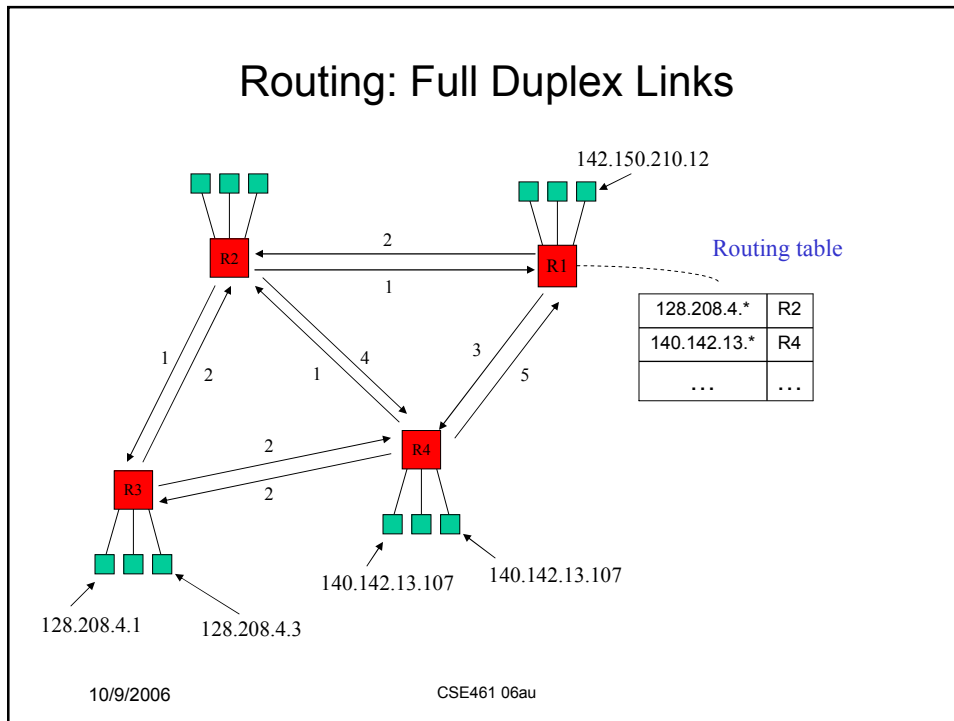 Routing: Full Duplex Links
142.150.210.12
R2
2
R1
Routing table
1
128.208.4.* R2
140.142.13.* R4
... ...
1
2
4
1
3
5
2
R4
2
R3
140.142.13.107
140.142.13.107
128.208.4.1
128.208.4.3
10/9/2006
CSE461 06au